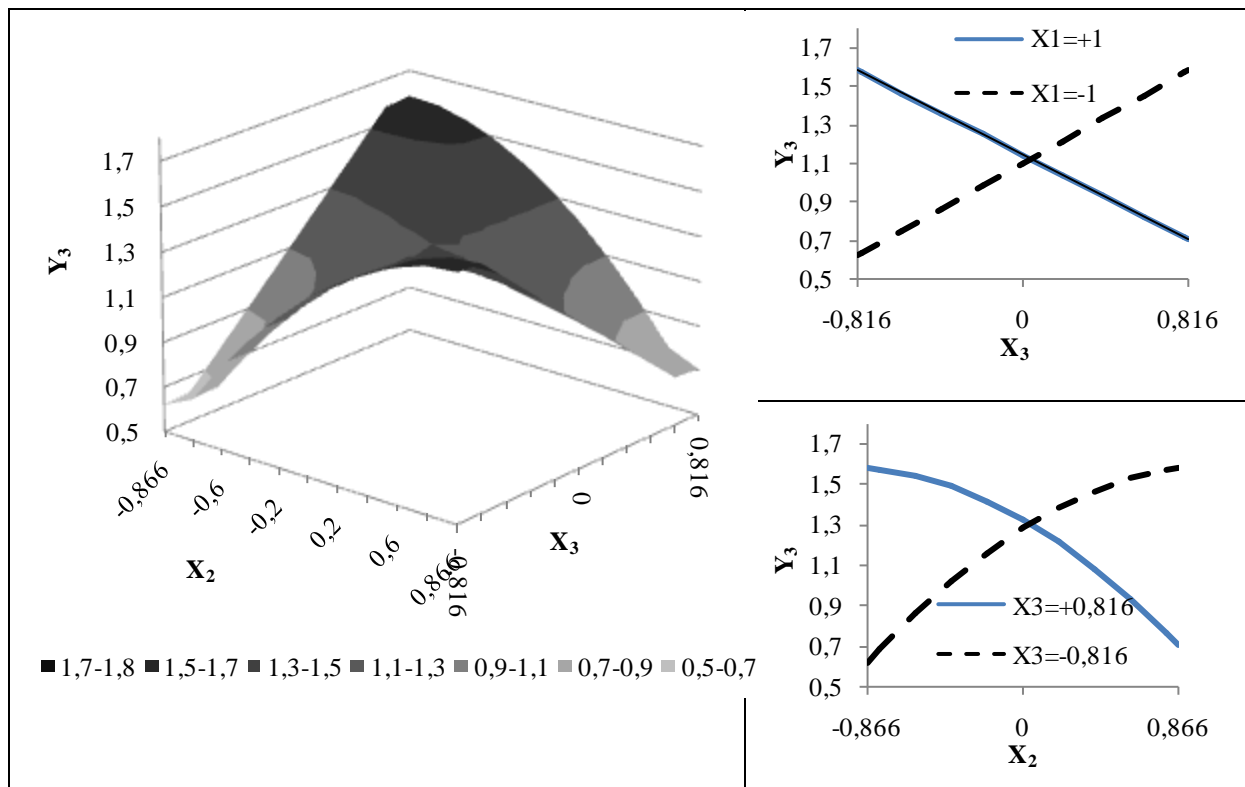 Y3
1,7
1,5
1,3
1,1
0,9
0,7
0,5
-0,866
-0,6
-0,2
0,2
0,6
0,866
X2
-0,816
0
0,816
X3
1,7-1,8 1,5-1,7 1,3-1,5 1,1-1,3 0,9-1,1 0,7-0,9 0,5-0,7
X1=+1
X1=-1
Y3
1,7
1,5
1,3
1,1
0,9
0,7
0,5
-0,816 0 0,816
X3
Y3
1,7
1,5
1,3
1,1
0,9
0,7
0,5
X3=+0,816
X3=-0,816
-0,866 0 0,866
X2